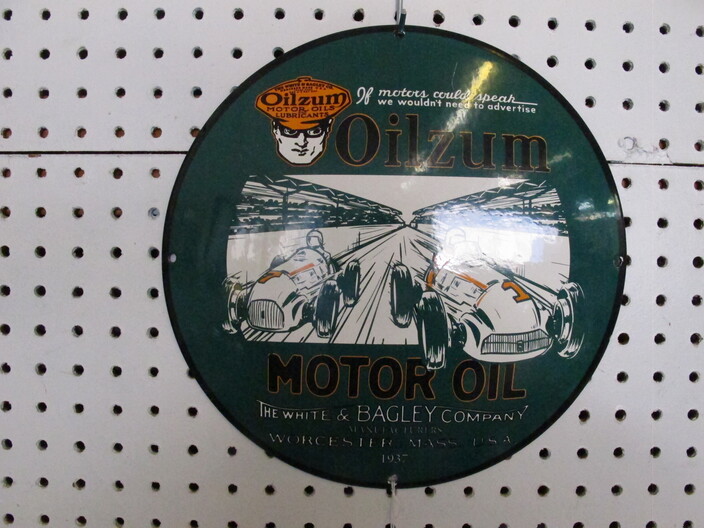 Oilzum
MOTOR OILS
LUBRICANTS
If motors could speak
we wouldn't need to advertise
Oilzum
MOTOR OIL
THE WHITE & BAGLEY COMPANY
MANUFACTURERS
WORCESTER, MASS. U.S.A.
1937